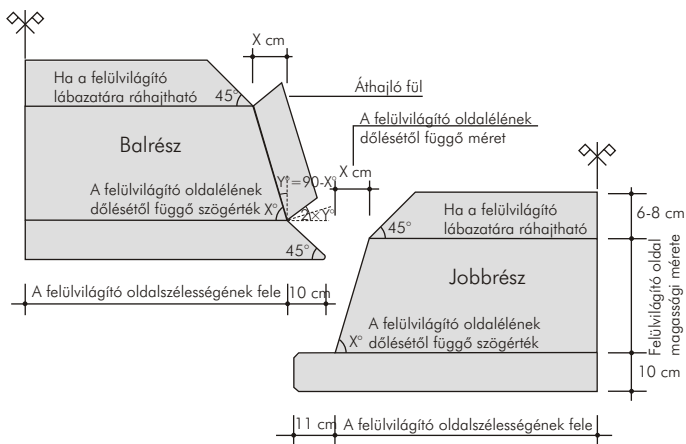 X cm
Ha a felülvilágító
lábazatára ráhajtható
45°
Áthajló fül
A felülvilágító oldalélének
dőlésétől függő méret
Balrész
X cm
Y°=90-X°
A felülvilágító oldalélének
dőlésétől függő szögérték X°
2×Y°
45°
6-8 cm
Ha a felülvilágító
lábazatára ráhajtható
45°
Jobbrész
Felülvilágító oldal
magassági mérete
A felülvilágító oldalszélességének fele
10 cm
A felülvilágító oldalélének
X° dőlésétől függő szögérték
10 cm
11 cm
A felülvilágító oldalszélességének fele